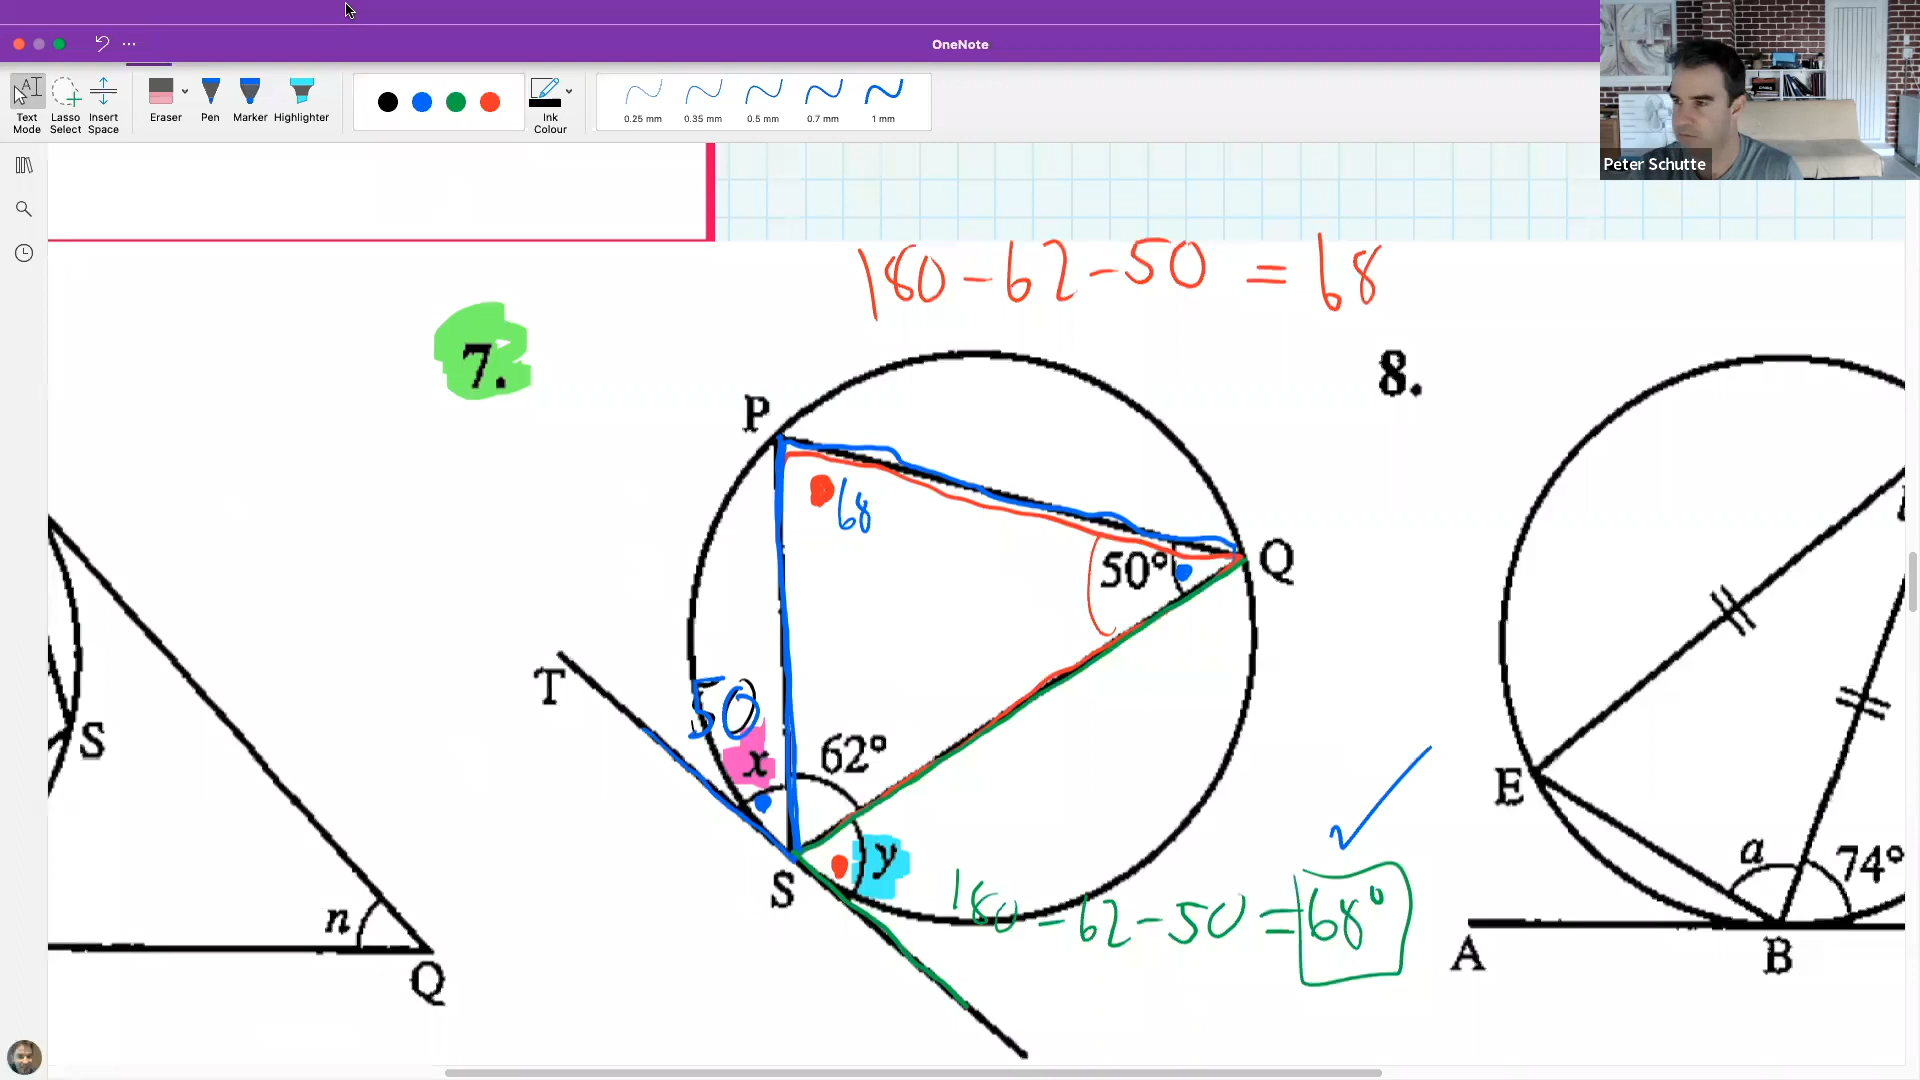 OneNote
Text Mode
Lasso Select
Insert Space
Eraser
Pen
Marker
Highlighter
Ink Colour
0.25 mm
0.35 mm
0.5 mm
0.7 mm
1 mm
Peter Schutte
180 - 62 - 50 = 68
7.
8.
P
68
50°
Q
T
50
x
62°
S
y
S
180 - 62 - 50 = 68°
n
Q
E
a
74°
A
B